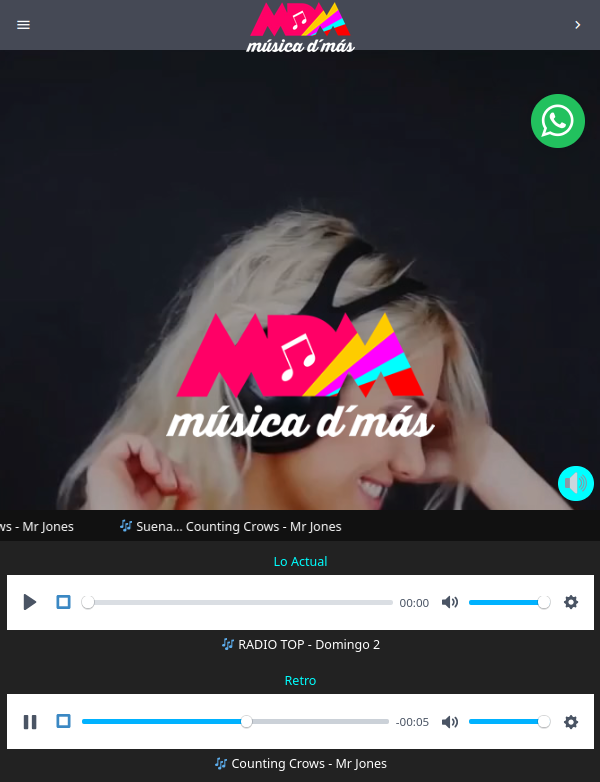 MDM
música d´más
MDM
música d´más
ws - Mr Jones
Suena... Counting Crows - Mr Jones
Lo Actual
00:00
RADIO TOP - Domingo 2
Retro
-00:05
Counting Crows - Mr Jones